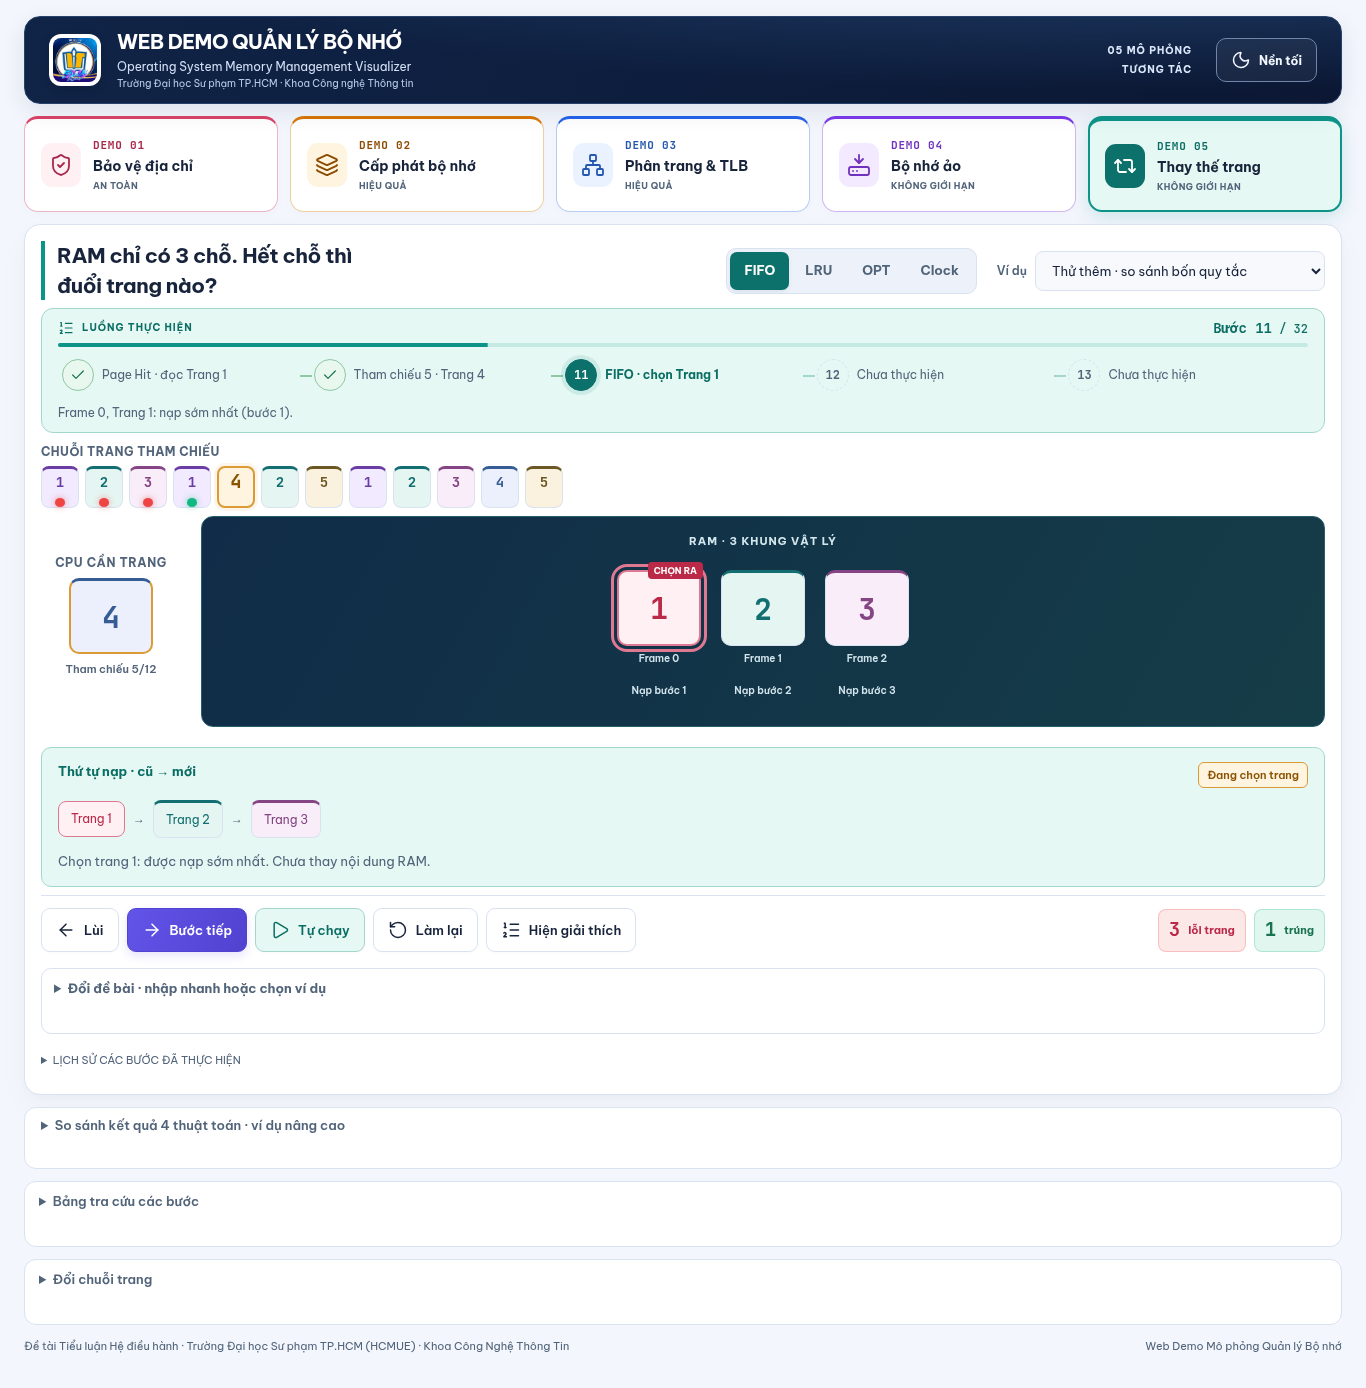 WEB DEMO QUẢN LÝ BỘ NHỚ
Operating System Memory Management Visualizer
Trường Đại học Sư phạm TP.HCM · Khoa Công nghệ Thông tin
05 MÔ PHỎNG
TƯƠNG TÁC
Nền tối
DEMO 01
Bảo vệ địa chỉ
AN TOÀN
DEMO 02
Cấp phát bộ nhớ
HIỆU QUẢ
DEMO 03
Phân trang & TLB
HIỆU QUẢ
DEMO 04
Bộ nhớ ảo
KHÔNG GIỚI HẠN
DEMO 05
Thay thế trang
KHÔNG GIỚI HẠN
RAM chỉ có 3 chỗ. Hết chỗ thì
đuổi trang nào?
FIFO LRU OPT Clock
Ví dụ
Thử thêm · so sánh bốn quy tắc
LUỒNG THỰC HIỆN
Bước 11 / 32
Page Hit · đọc Trang 1
Tham chiếu 5 · Trang 4
11 FIFO · chọn Trang 1
12 Chưa thực hiện
13 Chưa thực hiện
Frame 0, Trang 1: nạp sớm nhất (bước 1).
CHUỖI TRANG THAM CHIẾU
1 2 3 1 4 2 5 1 2 3 4 5
CPU CẦN TRANG
4
Tham chiếu 5/12
RAM · 3 KHUNG VẬT LÝ
CHỌN RA
1 2 3
Frame 0 Frame 1 Frame 2
Nạp bước 1 Nạp bước 2 Nạp bước 3
Thứ tự nạp · cũ → mới
Đang chọn trang
Trang 1 → Trang 2 → Trang 3
Chọn trang 1: được nạp sớm nhất. Chưa thay nội dung RAM.
Lùi
Bước tiếp
Tự chạy
Làm lại
Hiện giải thích
3 lỗi trang
1 trúng
Đổi đề bài · nhập nhanh hoặc chọn ví dụ
LỊCH SỬ CÁC BƯỚC ĐÃ THỰC HIỆN
So sánh kết quả 4 thuật toán · ví dụ nâng cao
Bảng tra cứu các bước
Đổi chuỗi trang
Đề tài Tiểu luận Hệ điều hành · Trường Đại học Sư phạm TP.HCM (HCMUE) · Khoa Công Nghệ Thông Tin
Web Demo Mô phỏng Quản lý Bộ nhớ